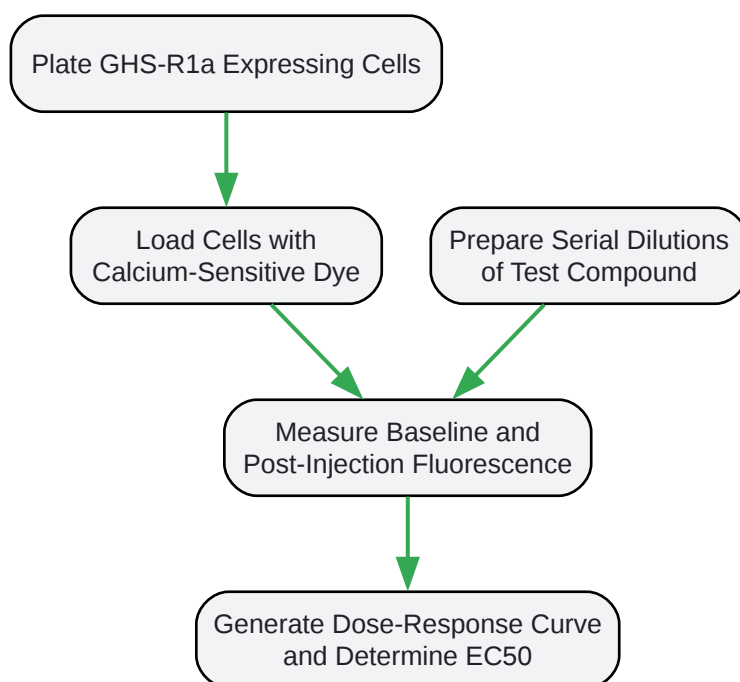 Plate GHS-R1a Expressing Cells
Load Cells with
Calcium-Sensitive Dye
Prepare Serial Dilutions
of Test Compound
Measure Baseline and
Post-Injection Fluorescence
Generate Dose-Response Curve
and Determine EC50